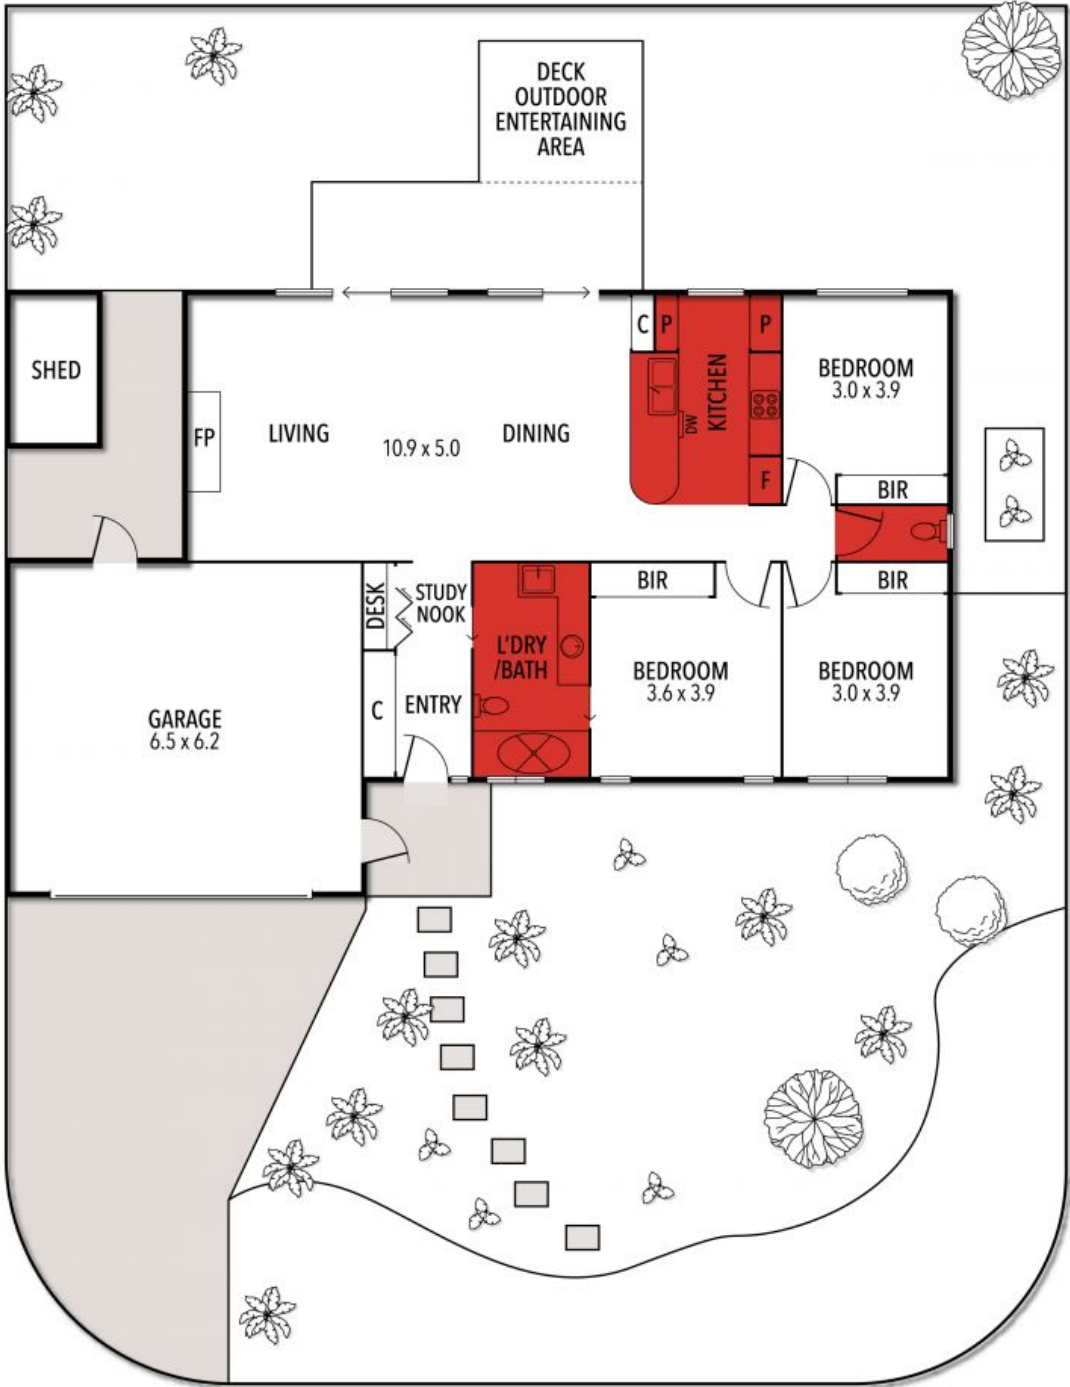 DECK
OUTDOOR
ENTERTAINING
AREA
SHED
FP
LIVING
10.9 x 5.0
DINING
C
P
P
KITCHEN
DW
F
BEDROOM
3.0 x 3.9
BIR
BIR
BIR
DESK
STUDY
NOOK
L'DRY
/BATH
C
ENTRY
BEDROOM
3.6 x 3.9
BEDROOM
3.0 x 3.9
GARAGE
6.5 x 6.2